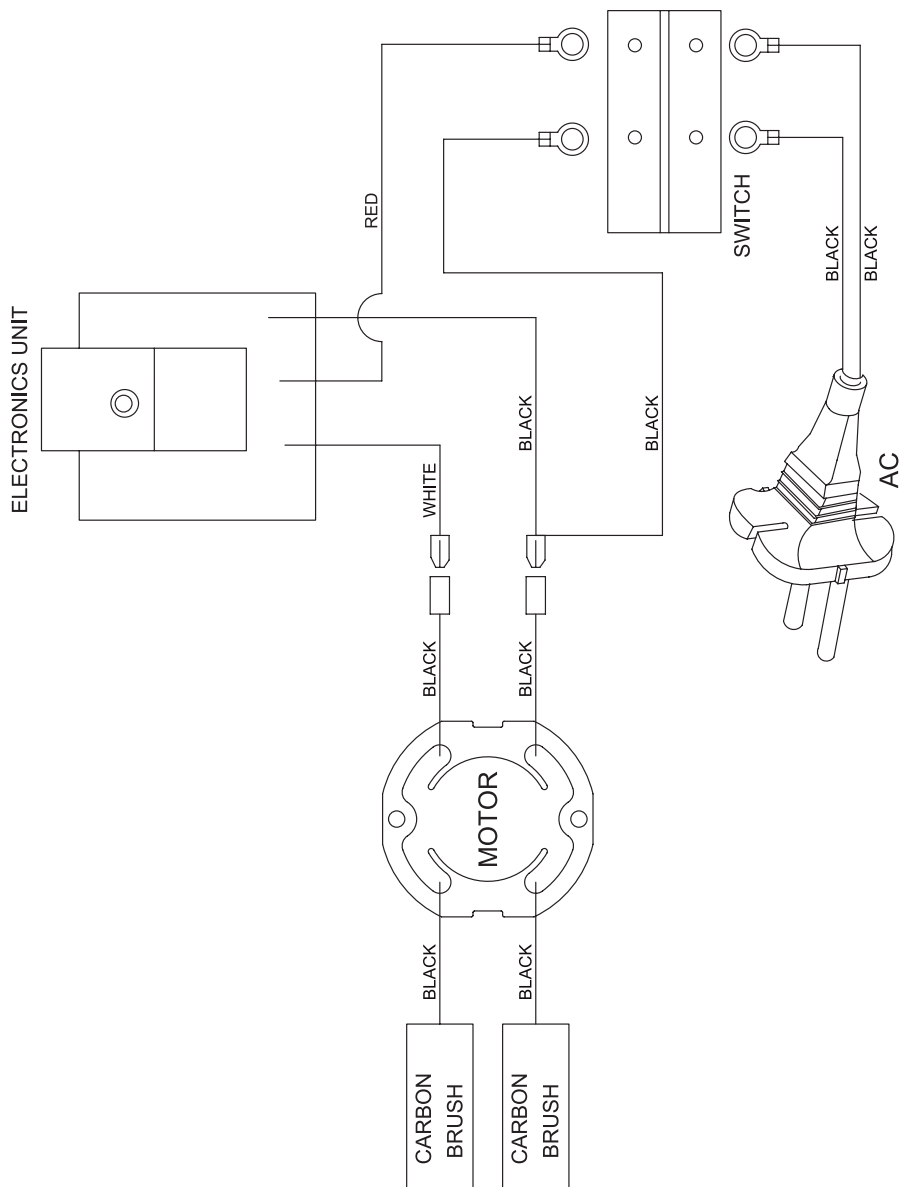 ELECTRONICS UNIT
RED
WHITE
BLACK
BLACK
SWITCH
BLACK
BLACK
AC
BLACK
BLACK
MOTOR
BLACK
BLACK
CARBON
BRUSH
CARBON
BRUSH